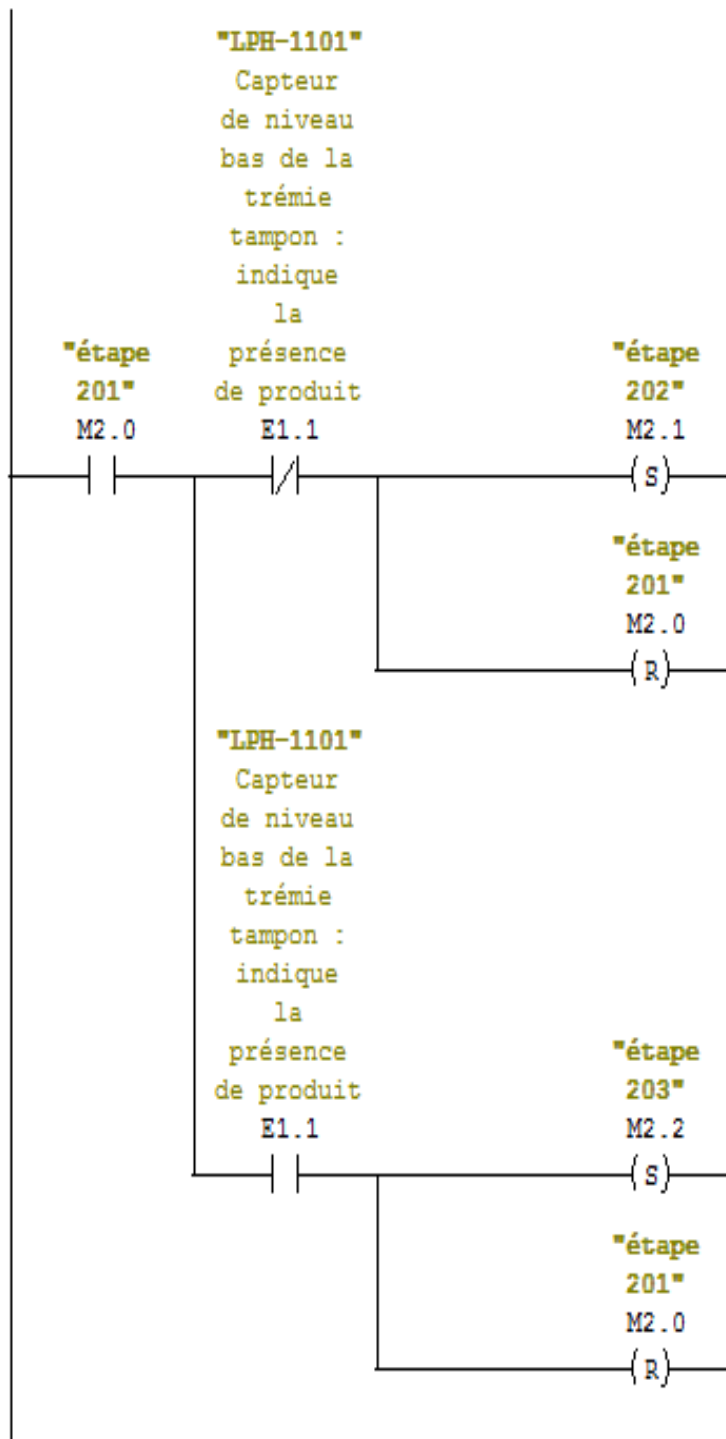 "LPH-1101"
Capteur
de niveau
bas de la
trémie
tampon :
indique
la
"étape présence "étape
201" de produit 202"
M2.0 E1.1 M2.1
S
"étape
201"
M2.0
R
"LPH-1101"
Capteur
de niveau
bas de la
trémie
tampon :
indique
la
présence "étape
de produit 203"
E1.1 M2.2
S
"étape
201"
M2.0
R